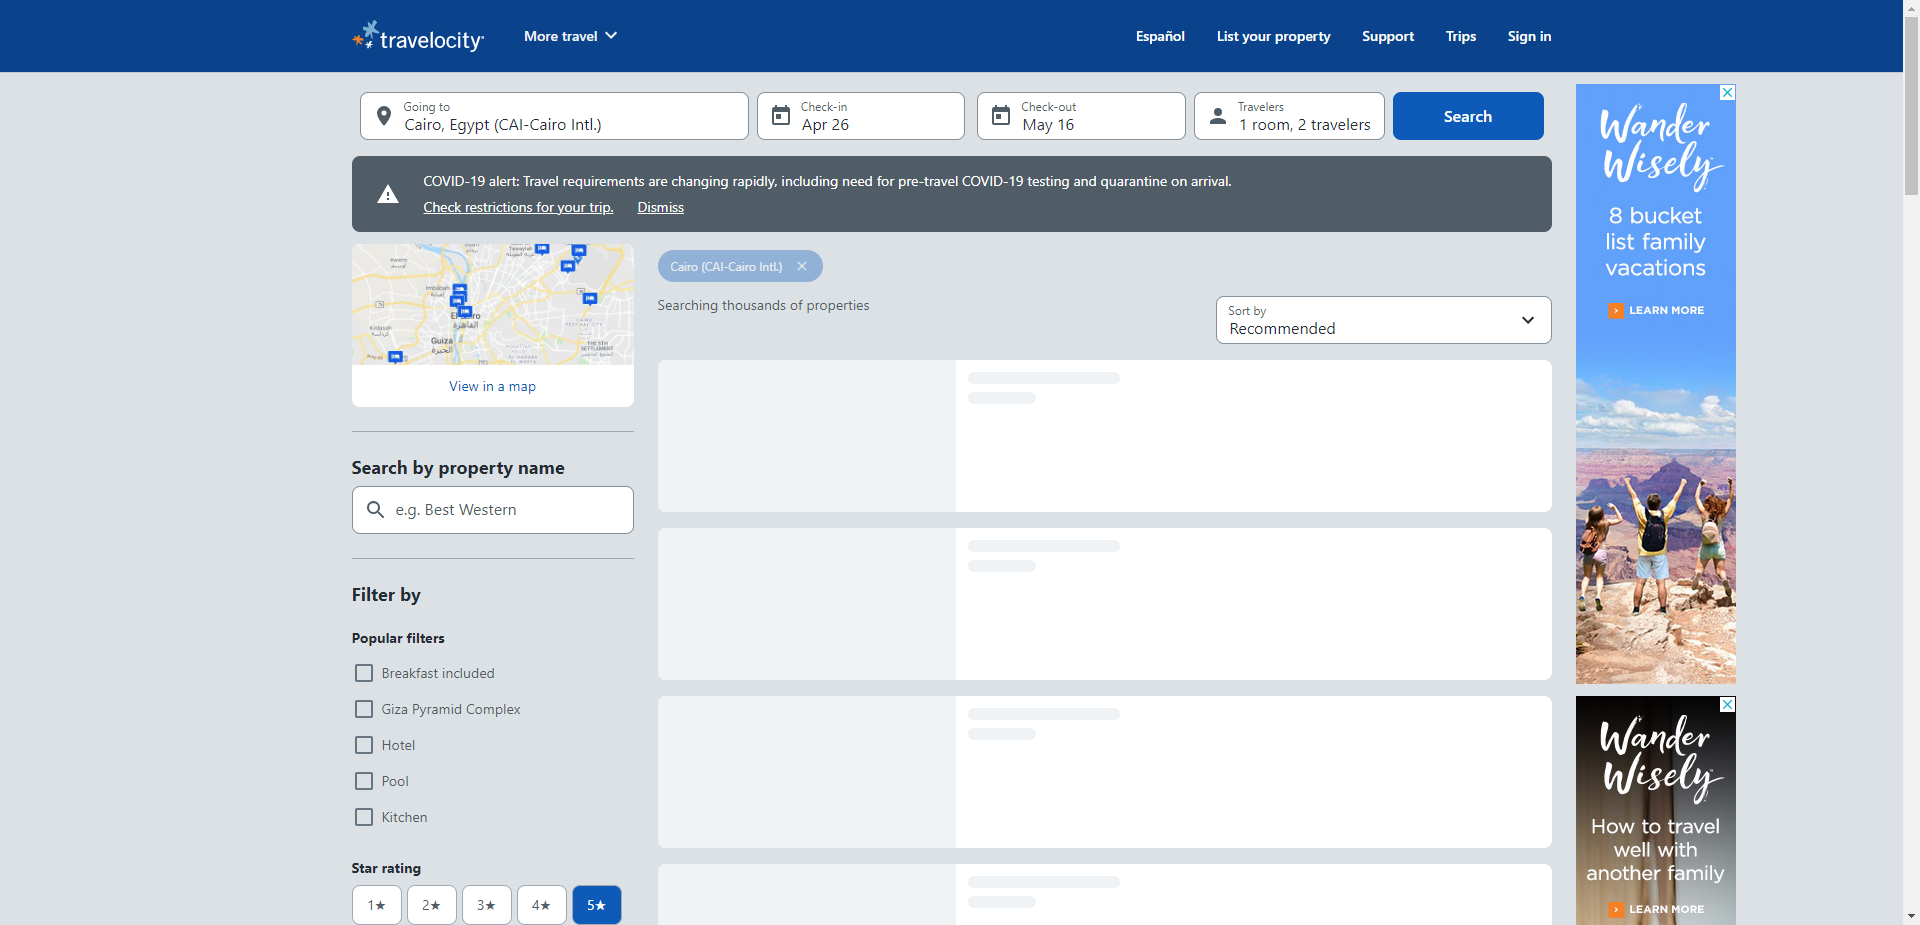 travelocity
More travel
Español
List your property
Support
Trips
Sign in
Going to
Cairo, Egypt (CAI-Cairo Intl.)
Check-in
Apr 26
Check-out
May 16
Travelers
1 room, 2 travelers
Search
COVID-19 alert: Travel requirements are changing rapidly, including need for pre-travel COVID-19 testing and quarantine on arrival.
Check restrictions for your trip.
Dismiss
Guiza
الجيزة
القاهرة
View in a map
Cairo (CAI-Cairo Intl.)
Searching thousands of properties
Sort by
Recommended
Search by property name
e.g. Best Western
Filter by
Popular filters
Breakfast included
Giza Pyramid Complex
Hotel
Pool
Kitchen
Star rating
1★
2★
3★
4★
5★
Wander
Wisely
8 bucket
list family
vacations
LEARN MORE
Wander
Wisely
How to travel
well with
another family
LEARN MORE